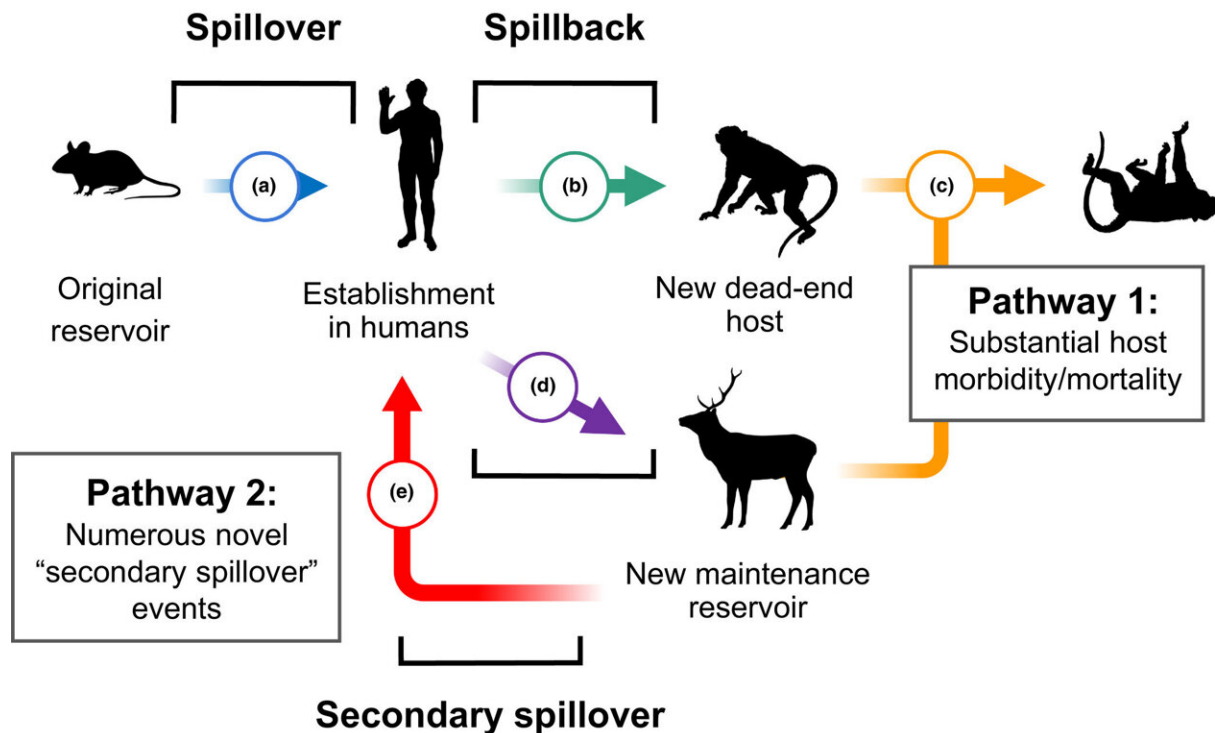 Spillover
Spillback
(a)
(b)
(c)
Original
reservoir
Establishment
in humans
New dead-end
host
Pathway 1:
Substantial host
morbidity/mortality
(d)
(e)
Pathway 2:
Numerous novel
“secondary spillover”
events
New maintenance
reservoir
Secondary spillover